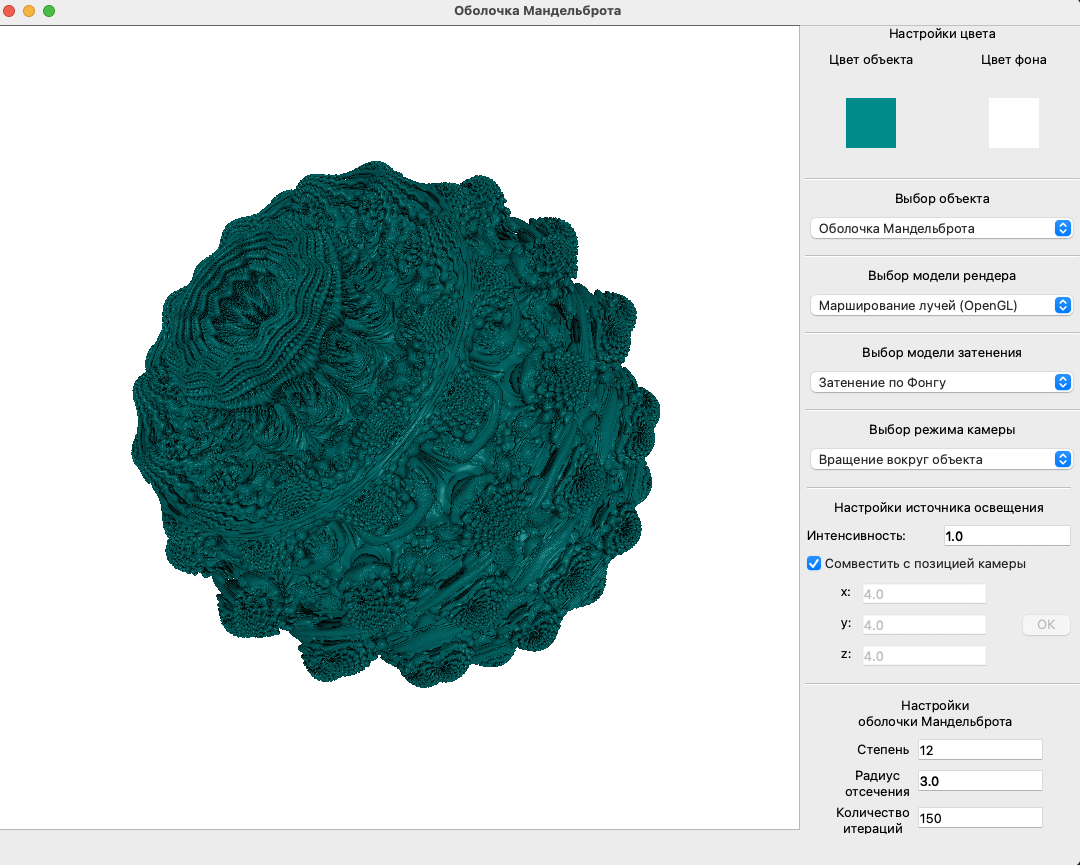 Оболочка Мандельброта
Настройки цвета
Цвет объекта
Цвет фона
Выбор объекта
Оболочка Мандельброта
Выбор модели рендера
Марширование лучей (OpenGL)
Выбор модели затенения
Затенение по Фонгу
Выбор режима камеры
Вращение вокруг объекта
Настройки источника освещения
Интенсивность:
1.0
Сомвестить с позицией камеры
x:
4.0
y:
4.0
OK
z:
4.0
Настройки
оболочки Мандельброта
Степень
12
Радиус
отсечения
3.0
Количество
итераций
150